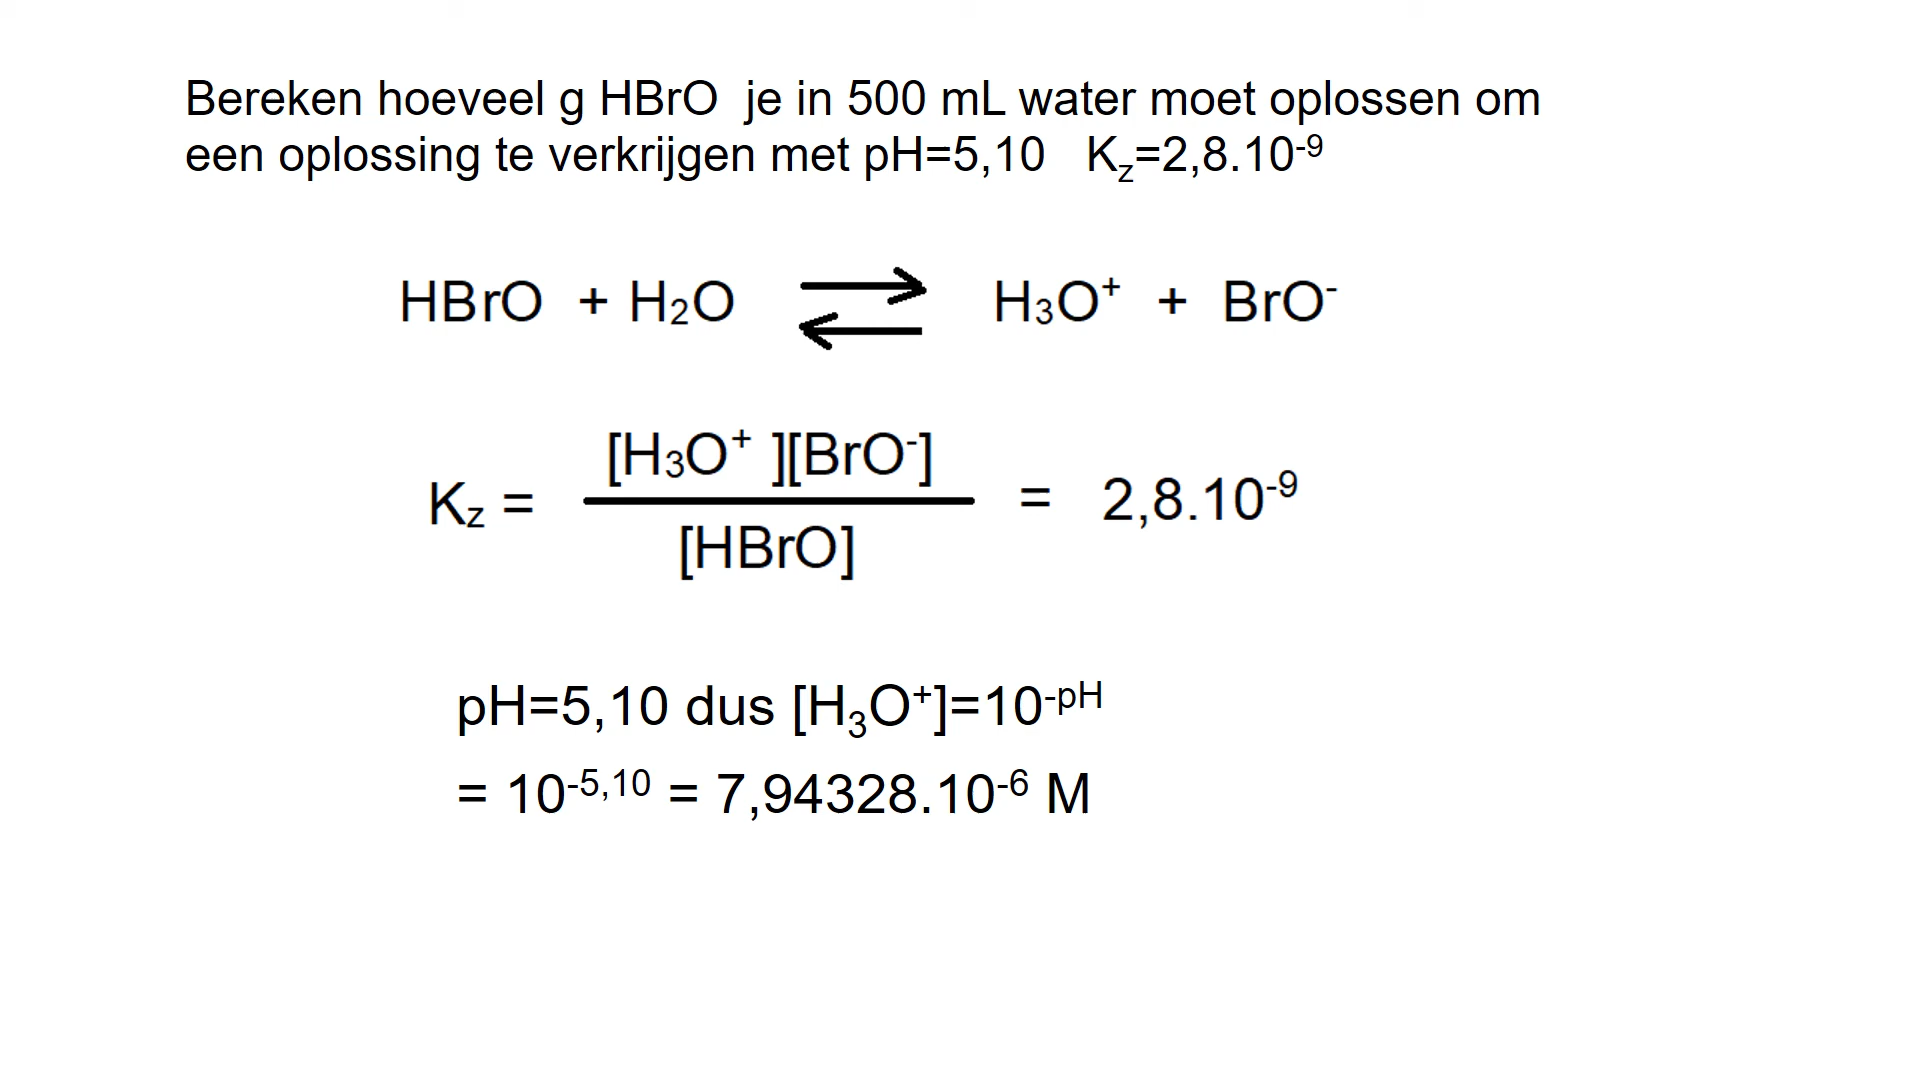 Bereken hoeveel g HBrO je in 500 mL water moet oplossen om
een oplossing te verkrijgen met pH=5,10 Kz=2,8.10⁻⁹
HBrO + H₂O ⇄ H₃O⁺ + BrO⁻
[H₃O⁺ ][BrO⁻]
Kz = = 2,8.10⁻⁹
[HBrO]
pH=5,10 dus [H₃O⁺]=10⁻ᵖᴴ
= 10⁻⁵,¹⁰ = 7,94328.10⁻⁶ M